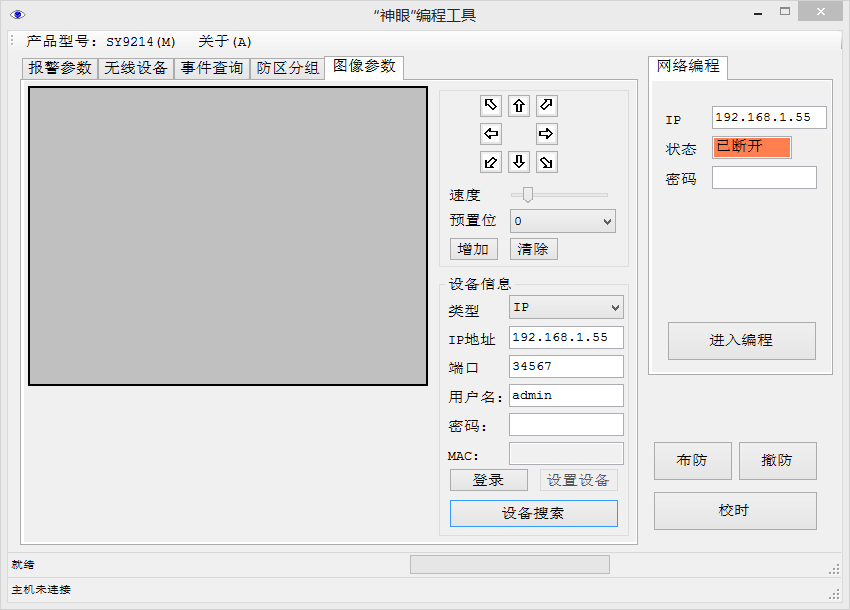 “神眼”编程工具
产品型号: SY9214(M) 关于(A)
报警参数 无线设备 事件查询 防区分组 图像参数
网络编程
IP 192.168.1.55
状态 已断开
密码
速度
预置位 0
增加 清除
设备信息
类型 IP
IP地址 192.168.1.55
端口 34567
用户名: admin
密码:
MAC:
登录 设置设备
设备搜索
进入编程
布防 撤防
校时
就绪
主机未连接